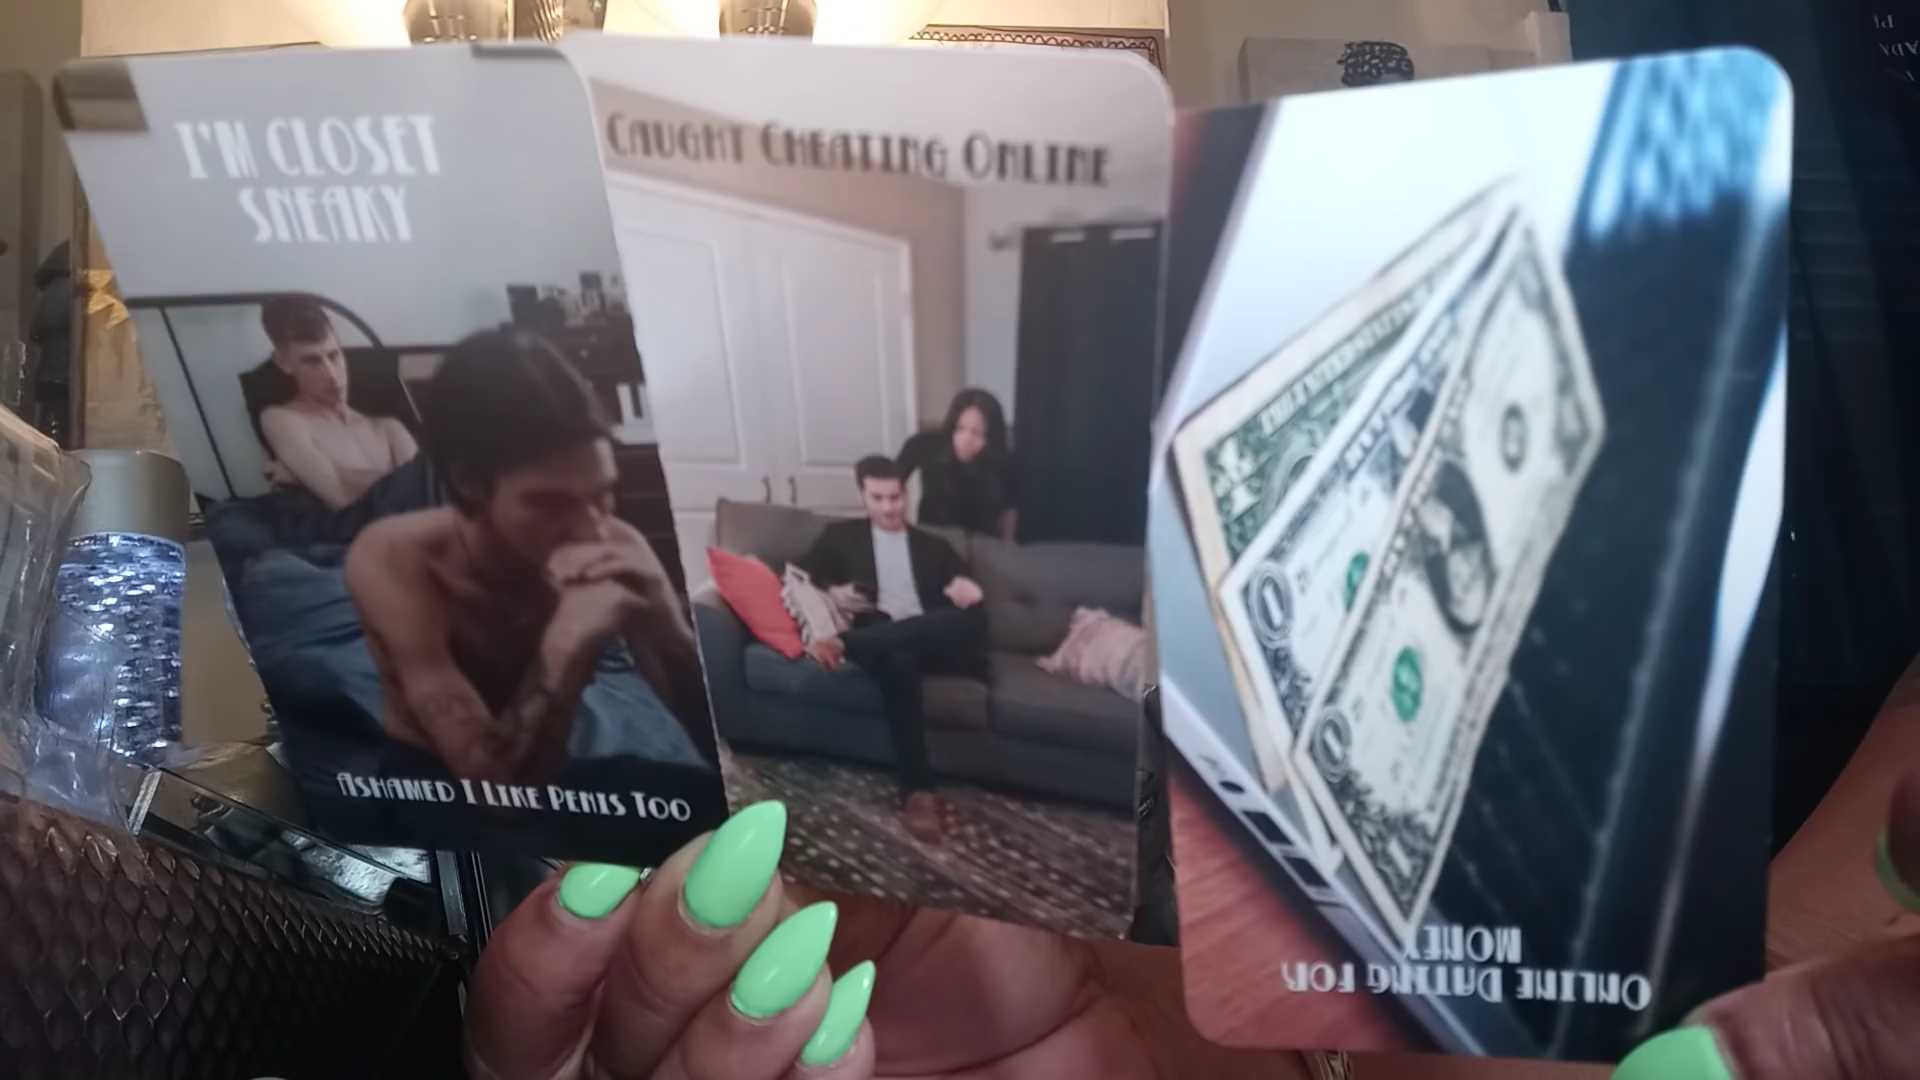 I'M CLOSET
SNEAKY
ASHAMED I LIKE PENIS TOO
CAUGHT CHEATING ONLINE
ONLINE DATING FOR
MONEY